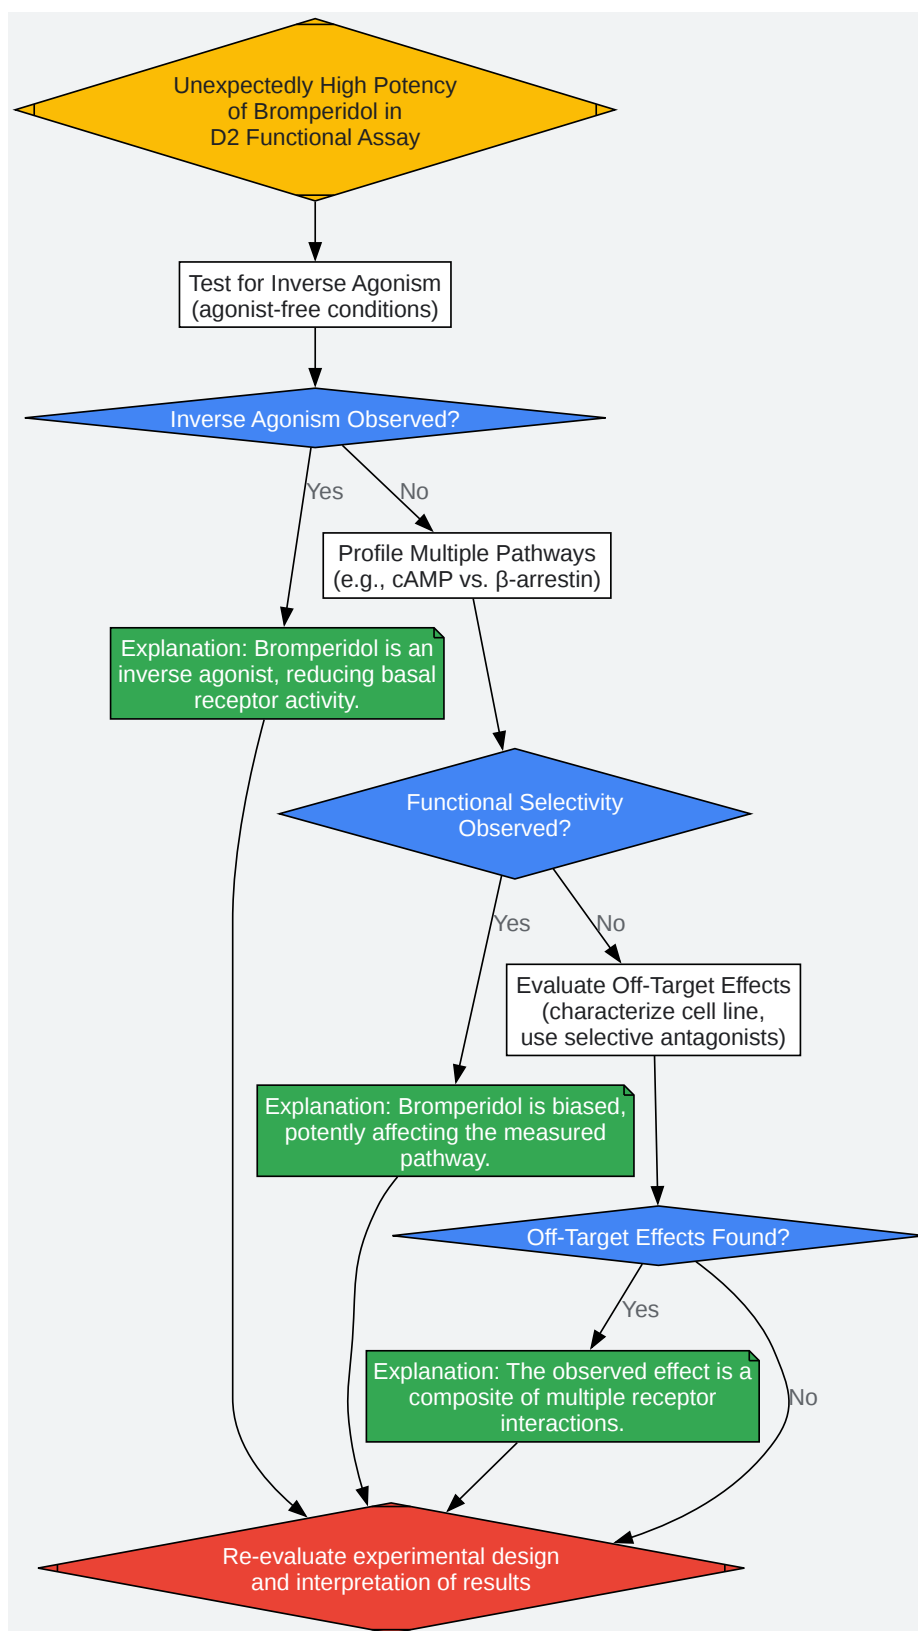 Unexpectedly High Potency
of Bromperidol in
D2 Functional Assay
Test for Inverse Agonism
(agonist-free conditions)
Inverse Agonism Observed?
Yes
No
Profile Multiple Pathways
(e.g., cAMP vs. β-arrestin)
Explanation: Bromperidol is an
inverse agonist, reducing basal
receptor activity.
Functional Selectivity
Observed?
Yes
No
Evaluate Off-Target Effects
(characterize cell line,
use selective antagonists)
Explanation: Bromperidol is biased,
potently affecting the measured
pathway.
Off-Target Effects Found?
Yes
Explanation: The observed effect is a
composite of multiple receptor
interactions.
No
Re-evaluate experimental design
and interpretation of results